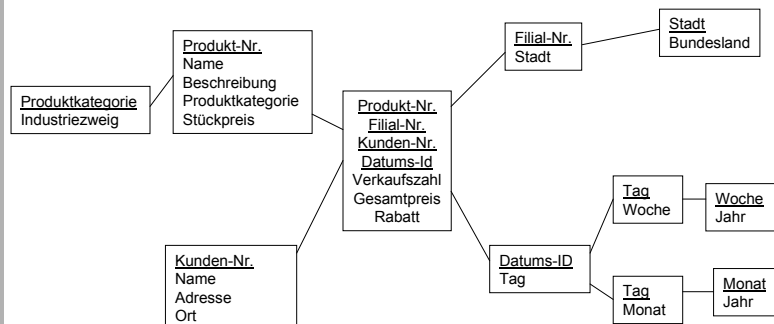 Produktkategorie
Industriezweig
Produkt-Nr.
Name
Beschreibung
Produktkategorie
Stückpreis
Kunden-Nr.
Name
Adresse
Ort
Produkt-Nr.
Filial-Nr.
Kunden-Nr.
Datums-Id
Verkaufszahl
Gesamtpreis
Rabatt
Filial-Nr.
Stadt
Stadt
Bundesland
Datums-ID
Tag
Tag
Woche
Woche
Jahr
Tag
Monat
Monat
Jahr